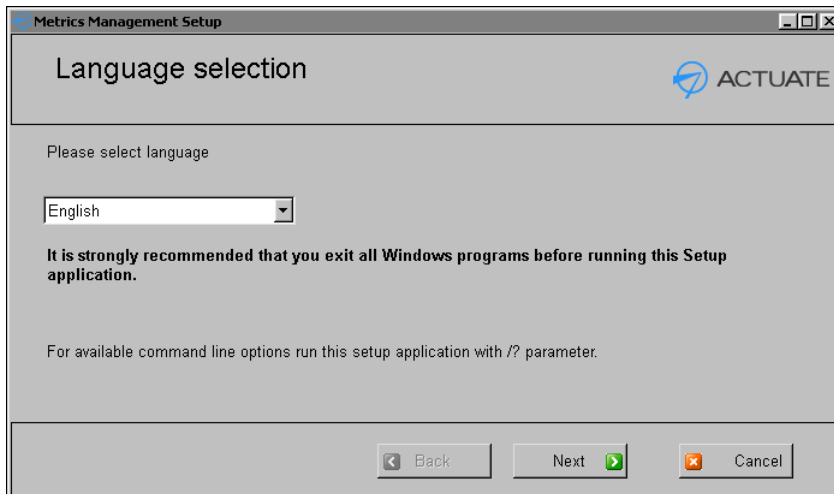 Metrics Management Setup
Language selection
ACTUATE
Please select language
English
It is strongly recommended that you exit all Windows programs before running this Setup
application.
For available command line options run this setup application with /? parameter.
Back
Next
Cancel